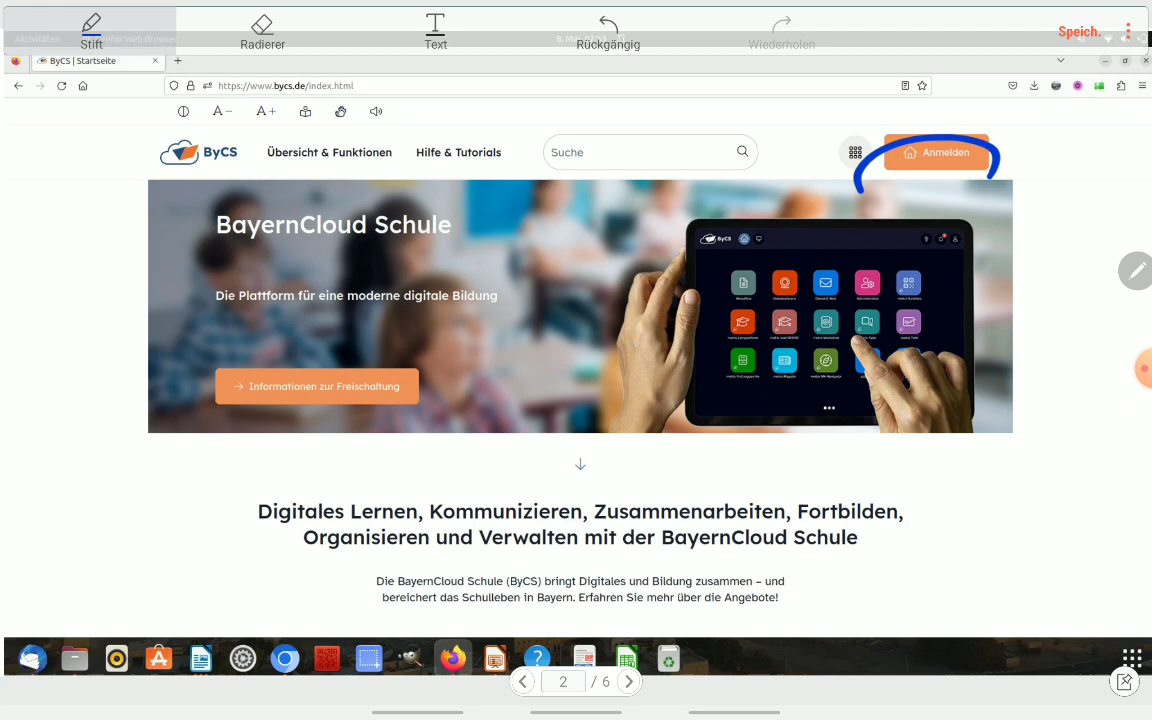 Stift
Radierer
Text
Rückgängig
Wiederholen
Speich.
ByCS | Startseite
https://www.bycs.de/index.html
A−
A+
ByCS
Übersicht & Funktionen
Hilfe & Tutorials
Suche
Anmelden
BayernCloud Schule
Die Plattform für eine moderne digitale Bildung
Informationen zur Freischaltung
ByCS
Digitales Lernen, Kommunizieren, Zusammenarbeiten, Fortbilden,
Organisieren und Verwalten mit der BayernCloud Schule
Die BayernCloud Schule (ByCS) bringt Digitales und Bildung zusammen – und
bereichert das Schulleben in Bayern. Erfahren Sie mehr über die Angebote!
2 / 6